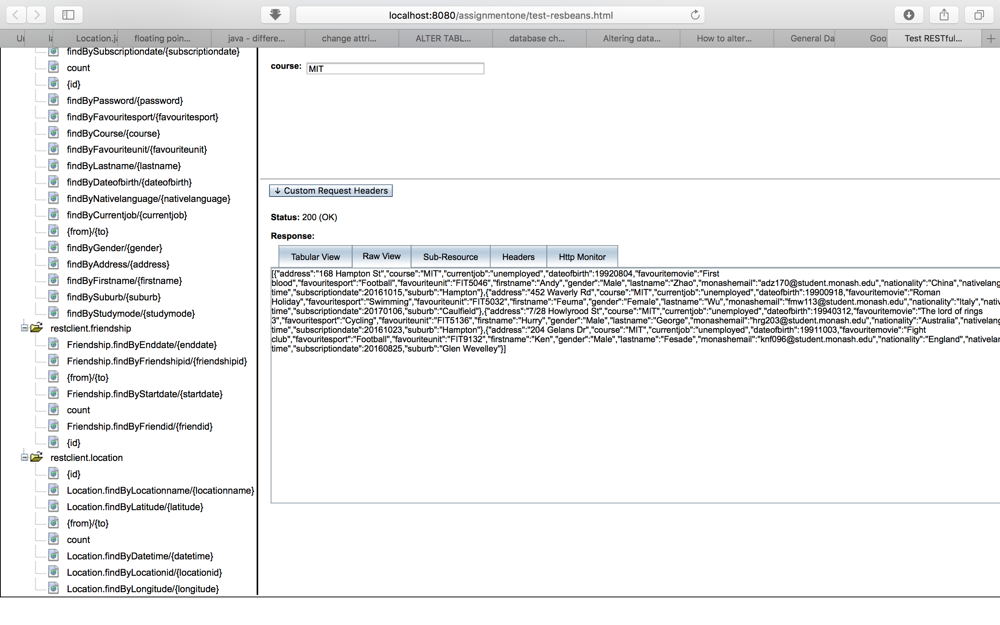 localhost:8080/assignmentone/test-resbeans.html
Location.ja
floating poin...
java - differe...
change attri...
ALTER TABL...
database ch...
Altering data...
How to alter...
General Da
Goo
Test RESTful...
findBySubscriptiondate/{subscriptiondate}
count
{id}
findByPassword/{password}
findByFavouritesport/{favouritesport}
findByCourse/{course}
findByFavouriteunit/{favouriteunit}
findByLastname/{lastname}
findByDateofbirth/{dateofbirth}
findByNativelanguage/{nativelanguage}
findByCurrentjob/{currentjob}
{from}/{to}
findByGender/{gender}
findByAddress/{address}
findByFirstname/{firstname}
findBySuburb/{suburb}
findByStudymode/{studymode}
restclient.friendship
Friendship.findByEnddate/{enddate}
Friendship.findByFriendshipid/{friendshipid}
{from}/{to}
Friendship.findByStartdate/{startdate}
count
Friendship.findByFriendid/{friendid}
{id}
restclient.location
{id}
Location.findByLocationname/{locationname}
Location.findByLatitude/{latitude}
{from}/{to}
count
Location.findByDatetime/{datetime}
Location.findByLocationid/{locationid}
Location.findByLongitude/{longitude}
course: MIT
↓ Custom Request Headers
Status: 200 (OK)
Response:
Tabular View
Raw View
Sub-Resource
Headers
Http Monitor
[{"address":"168 Hampton St","course":"MIT","currentjob":"unemployed","dateofbirth":19920804,"favouritemovie":"First
blood","favouritesport":"Football","favouriteunit":"FIT5046","firstname":"Andy","gender":"Male","lastname":"Zhao","monashemail":"adz170@student.monash.edu","nationality":"China","nativelang
time","subscriptiondate":20161015,"suburb":"Hampton"},{"address":"452 Waverly Rd","course":"MIT","currentjob":"unemployed","dateofbirth":19900918,"favouritemovie":"Roman
Holiday","favouritesport":"Swimming","favouriteunit":"FIT5032","firstname":"Feuma","gender":"Female","lastname":"Wu","monashemail":"fmw113@student.monash.edu","nationality":"Italy","nativ
time","subscriptiondate":20170106,"suburb":"Caulfield"},{"address":"7/28 Howlyrood St","course":"MIT","currentjob":"unemployed","dateofbirth":19940312,"favouritemovie":"The lord of rings
3","favouritesport":"Cycling","favouriteunit":"FIT5136","firstname":"Hurry","gender":"Male","lastname":"George","monashemail":"hrg203@student.monash.edu","nationality":"Australia","nativelang
time","subscriptiondate":20161023,"suburb":"Hampton"},{"address":"204 Gelans Dr","course":"MIT","currentjob":"unemployed","dateofbirth":19911003,"favouritemovie":"Fight
club","favouritesport":"Football","favouriteunit":"FIT9132","firstname":"Ken","gender":"Male","lastname":"Fesade","monashemail":"knf096@student.monash.edu","nationality":"England","nativelan
time","subscriptiondate":20160825,"suburb":"Glen Wevelley"}]